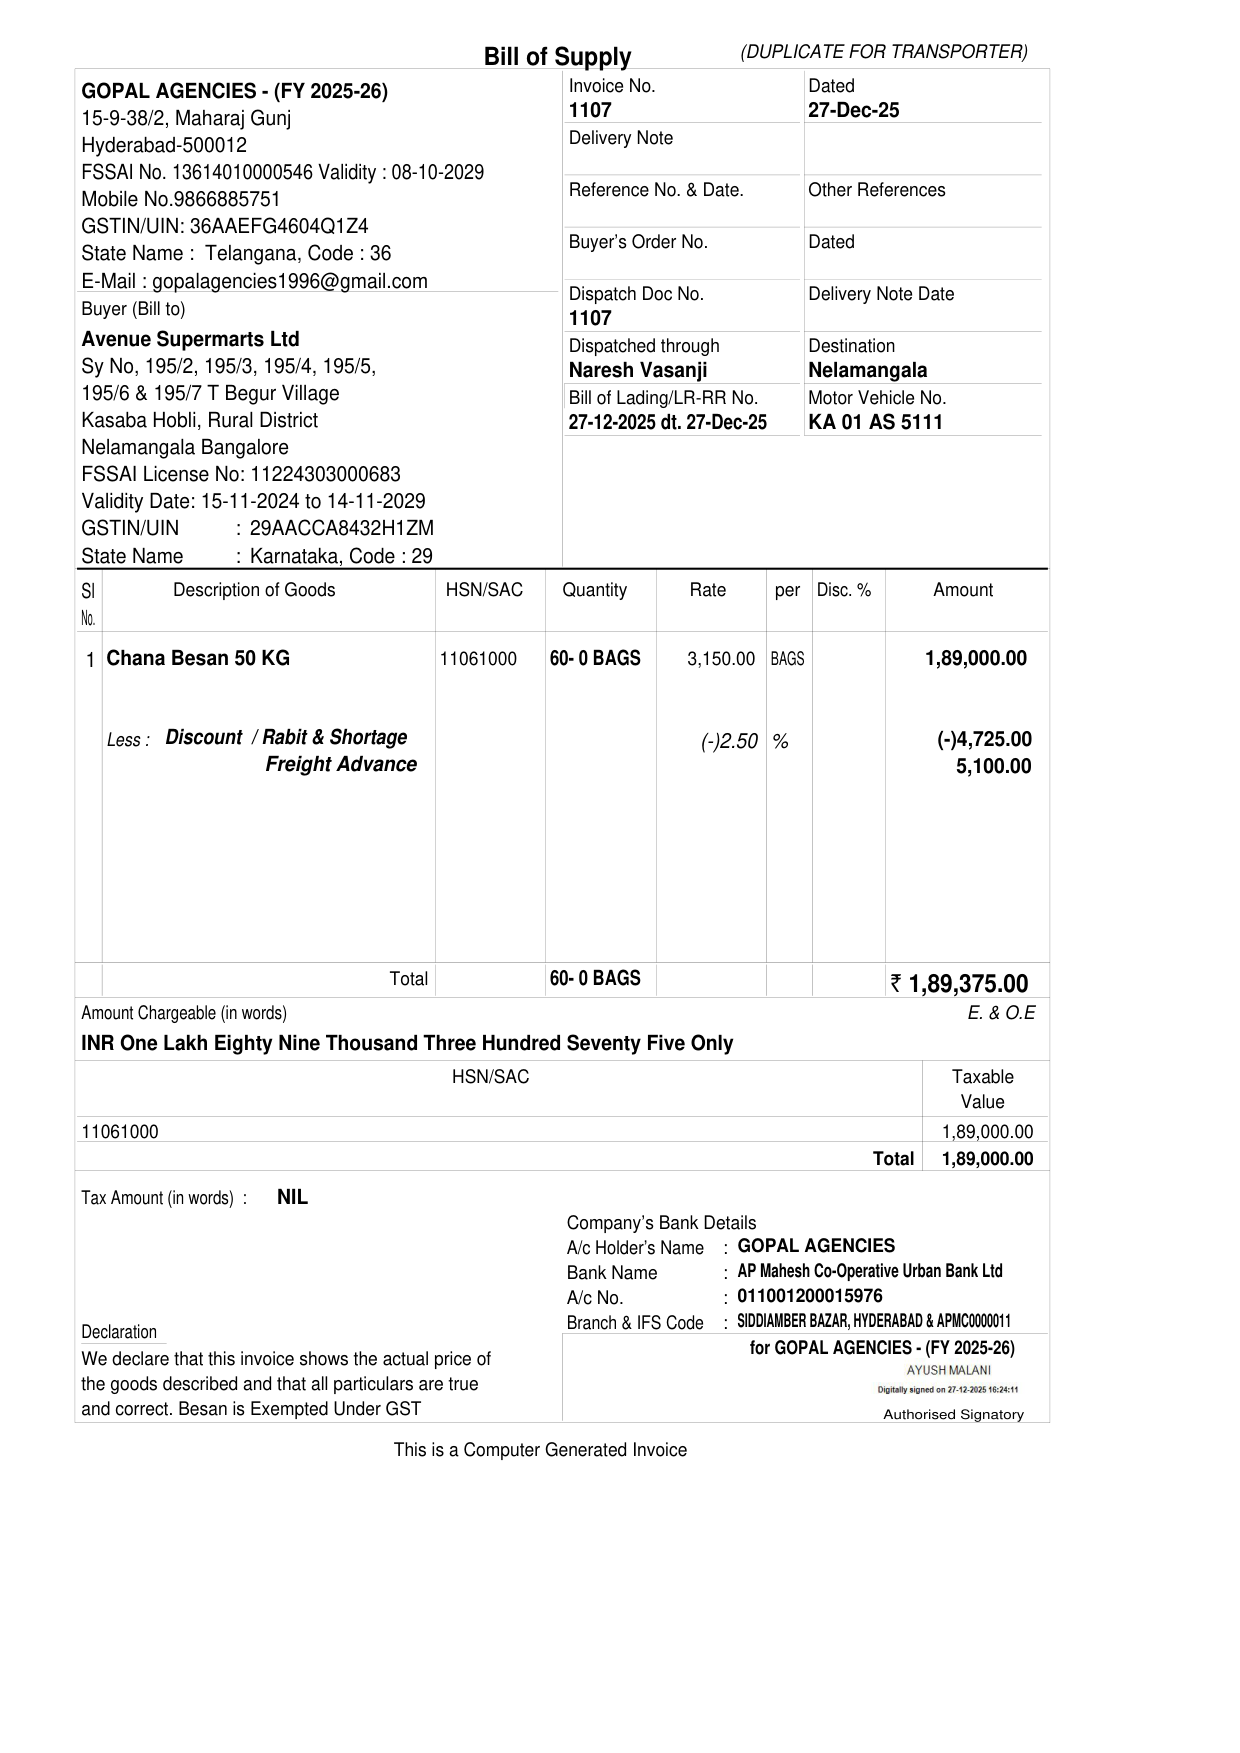 Bill of Supply
(DUPLICATE FOR TRANSPORTER)
GOPAL AGENCIES - (FY 2025-26)
15-9-38/2, Maharaj Gunj
Hyderabad-500012
FSSAI No. 13614010000546 Validity : 08-10-2029
Mobile No.9866885751
GSTIN/UIN: 36AAEFG4604Q1Z4
State Name : Telangana, Code : 36
E-Mail : gopalagencies1996@gmail.com
Invoice No. Dated
1107 27-Dec-25
Delivery Note
Reference No. & Date. Other References
Buyer's Order No. Dated
Dispatch Doc No. Delivery Note Date
1107
Dispatched through Destination
Naresh Vasanji Nelamangala
Bill of Lading/LR-RR No. Motor Vehicle No.
27-12-2025 dt. 27-Dec-25 KA 01 AS 5111
Buyer (Bill to)
Avenue Supermarts Ltd
Sy No, 195/2, 195/3, 195/4, 195/5,
195/6 & 195/7 T Begur Village
Kasaba Hobli, Rural District
Nelamangala Bangalore
FSSAI License No: 11224303000683
Validity Date: 15-11-2024 to 14-11-2029
GSTIN/UIN : 29AACCA8432H1ZM
State Name : Karnataka, Code : 29
Sl Description of Goods HSN/SAC Quantity Rate per Disc. % Amount
No.
1 Chana Besan 50 KG 11061000 60- 0 BAGS 3,150.00 BAGS 1,89,000.00
Less : Discount / Rabit & Shortage (-)2.50 % (-)4,725.00
Freight Advance 5,100.00
Total 60- 0 BAGS ₹ 1,89,375.00
Amount Chargeable (in words) E. & O.E
INR One Lakh Eighty Nine Thousand Three Hundred Seventy Five Only
HSN/SAC Taxable
Value
11061000 1,89,000.00
Total 1,89,000.00
Tax Amount (in words) : NIL
Company's Bank Details
A/c Holder's Name : GOPAL AGENCIES
Bank Name : AP Mahesh Co-Operative Urban Bank Ltd
A/c No. : 011001200015976
Branch & IFS Code : SIDDIAMBER BAZAR, HYDERABAD & APMC0000011
Declaration
We declare that this invoice shows the actual price of
the goods described and that all particulars are true
and correct. Besan is Exempted Under GST
for GOPAL AGENCIES - (FY 2025-26)
AYUSH MALANI
Digitally signed on 27-12-2025 16:24:11
Authorised Signatory
This is a Computer Generated Invoice